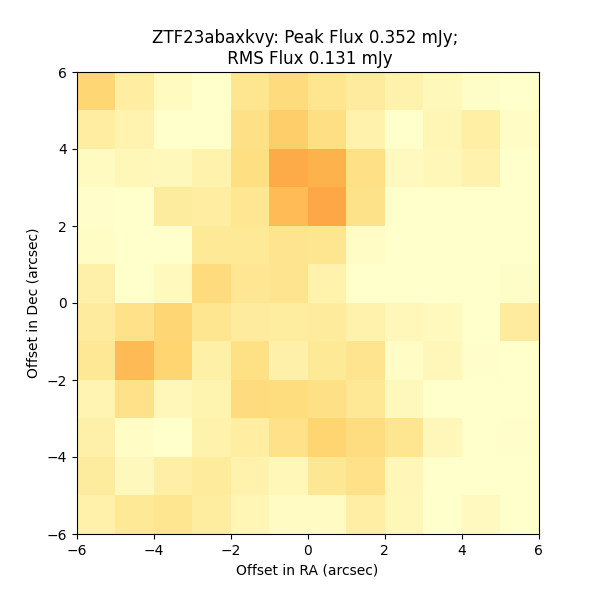 ZTF23abaxkvy: Peak Flux 0.352 mJy;
RMS Flux 0.131 mJy
6
4
2
0
−2
−4
−6
Offset in Dec (arcsec)
−6 −4 −2 0 2 4 6
Offset in RA (arcsec)